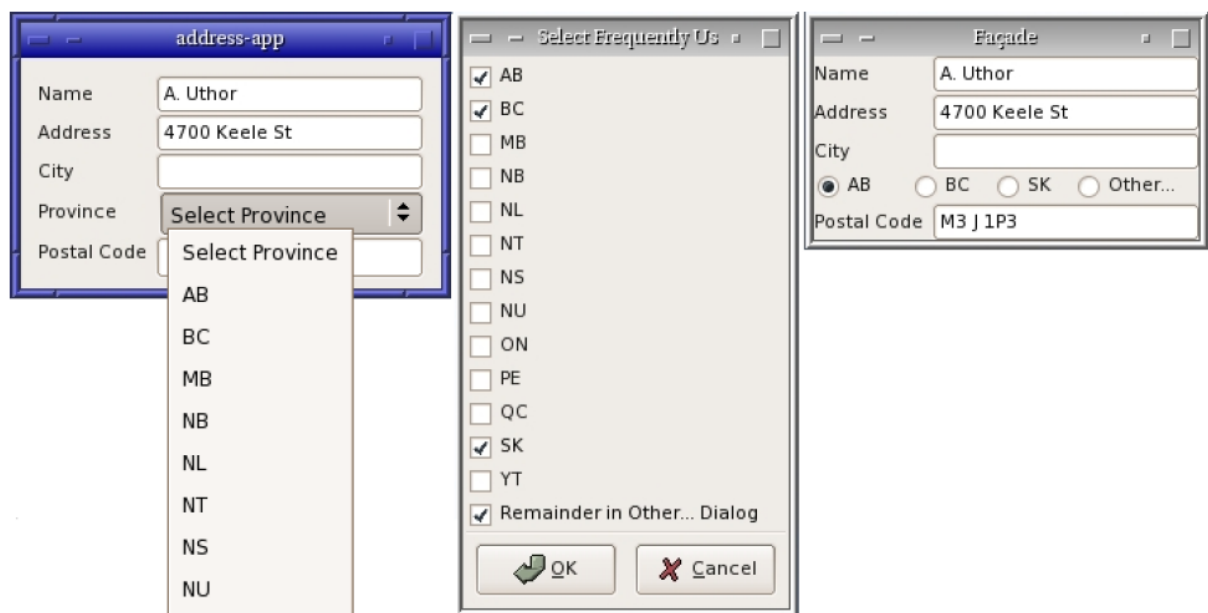 address-app
Name A. Uthor
Address 4700 Keele St
City
Province Select Province
Postal Code
Select Province
AB
BC
MB
NB
NL
NT
NS
NU
Select Frequently Us
AB
BC
MB
NB
NL
NT
NS
NU
ON
PE
QC
SK
YT
Remainder in Other... Dialog
OK Cancel
Façade
Name A. Uthor
Address 4700 Keele St
City
AB BC SK Other...
Postal Code M3 J 1P3